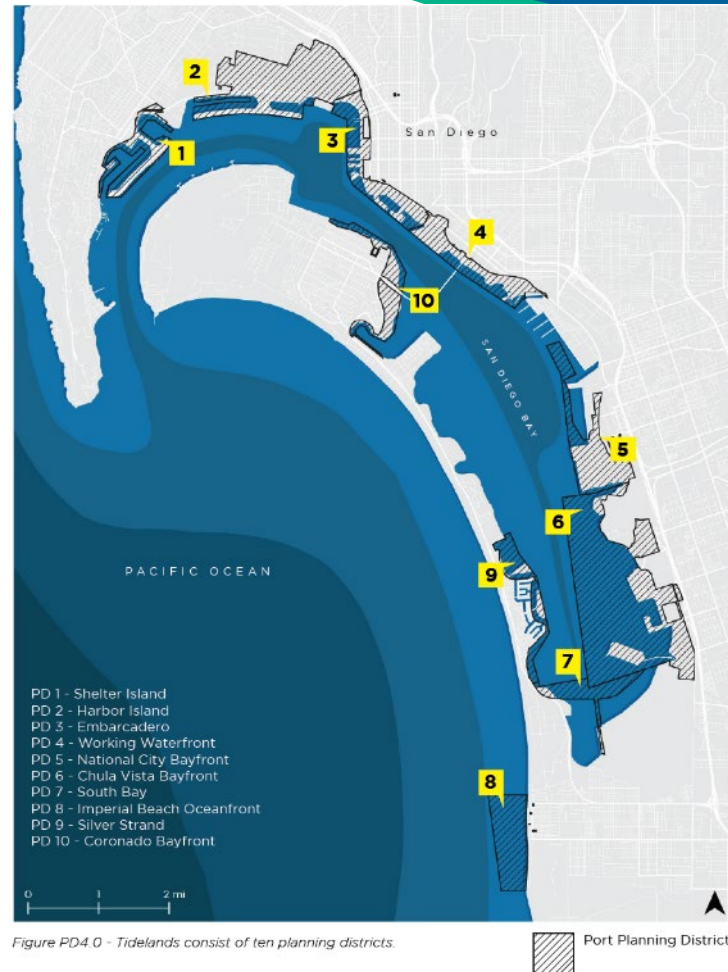 2
1
3
San Diego
4
10
SAN DIEGO BAY
5
6
PACIFIC OCEAN
9
7
PD 1 - Shelter Island
PD 2 - Harbor Island
PD 3 - Embarcadero
PD 4 - Working Waterfront
PD 5 - National City Bayfront
PD 6 - Chula Vista Bayfront
PD 7 - South Bay
PD 8 - Imperial Beach Oceanfront
PD 9 - Silver Strand
PD 10 - Coronado Bayfront
8
0 1 2 mi
Figure PD4.0 - Tidelands consist of ten planning districts.
Port Planning District